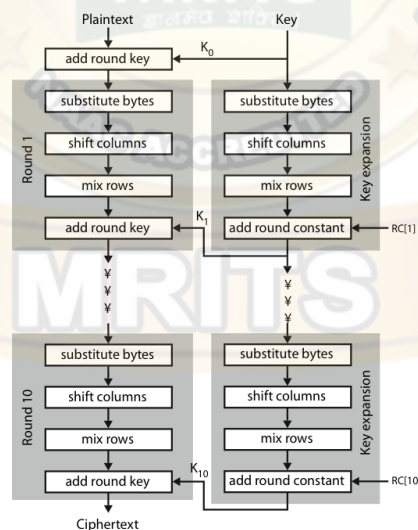 Plaintext Key
add round key K0
substitute bytes substitute bytes
shift columns shift columns
mix rows mix rows
Round 1
Key expansion
add round key K1 add round constant RC[1]
¥ ¥
¥ ¥
¥ ¥
substitute bytes substitute bytes
shift columns shift columns
mix rows mix rows
Round 10
Key expansion
add round key K10 add round constant RC[10
Ciphertext
NAAC ACCREDITED
MRITS